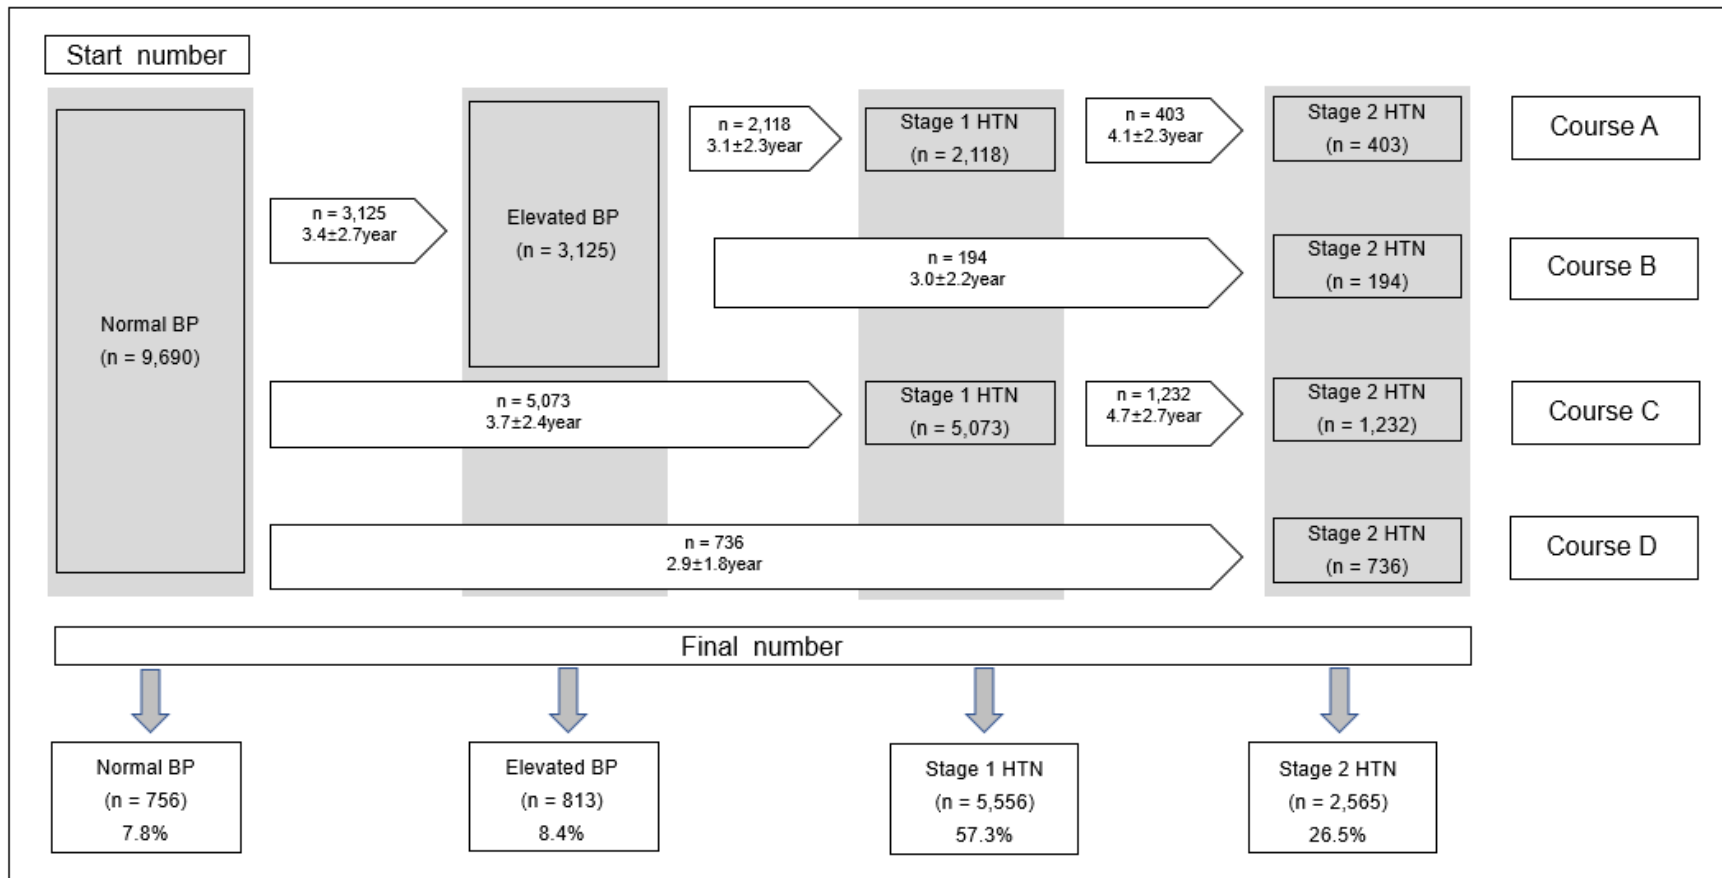 Start number
Normal BP
(n = 9,690)
n = 3,125
3.4±2.7year
Elevated BP
(n = 3,125)
n = 2,118
3.1±2.3year
Stage 1 HTN
(n = 2,118)
n = 403
4.1±2.3year
Stage 2 HTN
(n = 403)
Course A
n = 194
3.0±2.2year
Stage 2 HTN
(n = 194)
Course B
n = 5,073
3.7±2.4year
Stage 1 HTN
(n = 5,073)
n = 1,232
4.7±2.7year
Stage 2 HTN
(n = 1,232)
Course C
n = 736
2.9±1.8year
Stage 2 HTN
(n = 736)
Course D
Final number
Normal BP
(n = 756)
7.8%
Elevated BP
(n = 813)
8.4%
Stage 1 HTN
(n = 5,556)
57.3%
Stage 2 HTN
(n = 2,565)
26.5%